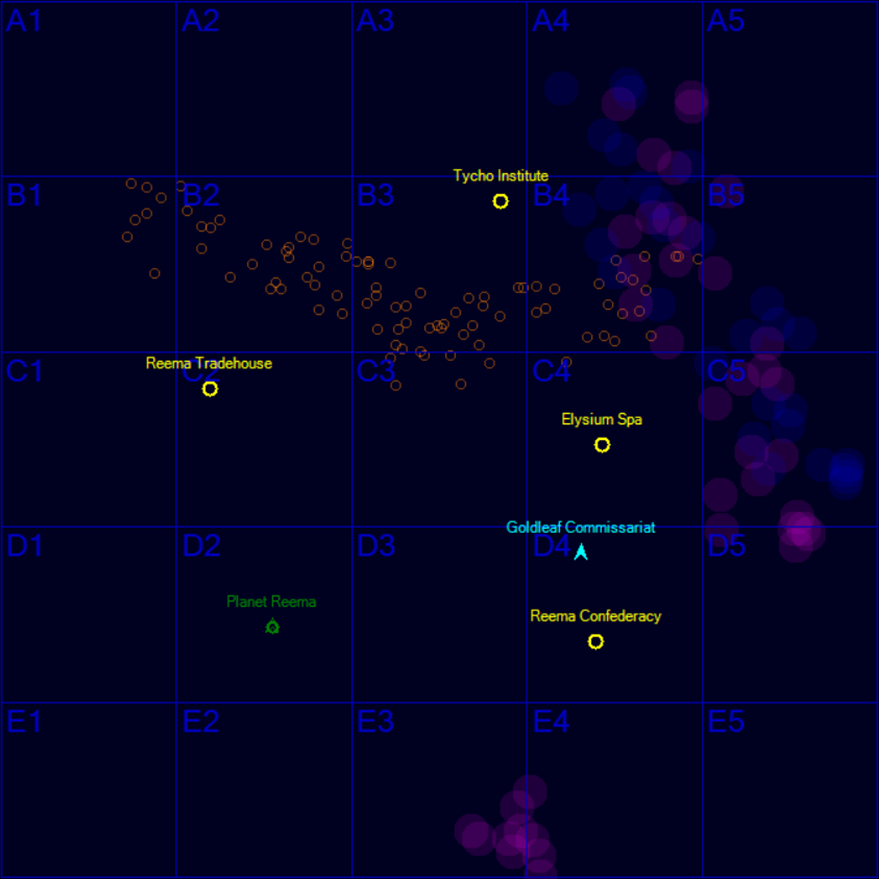 A1 A2 A3 A4 A5
Tycho Institute
B1 B2 B3 B4 B5
Reema Tradehouse
C1 C2 C3 C4 C5
Elysium Spa
Goldleaf Commissariat
D1 D2 D3 D4 D5
Planet Reema
Reema Confederacy
E1 E2 E3 E4 E5